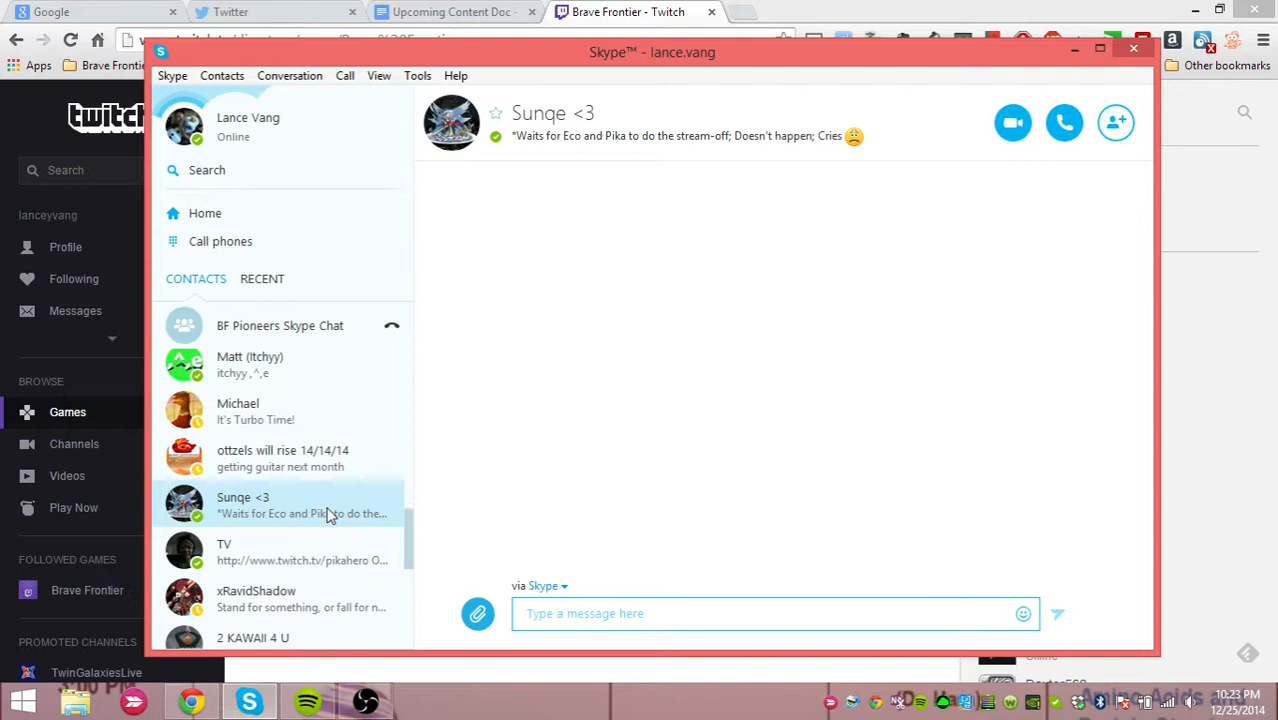 Google
Twitter
Upcoming Content Doc -
Brave Frontier - Twitch
Apps
Brave Frontier
Other bookmarks
Skype™ - lance.vang
Skype
Contacts
Conversation
Call
View
Tools
Help
twitch
Search
lanceyvang
Profile
Following
Messages
BROWSE
Games
Channels
Videos
Play Now
FOLLOWED GAMES
Brave Frontier
PROMOTED CHANNELS
TwinGalaxiesLive
Lance Vang
Online
Search
Home
Call phones
CONTACTS
RECENT
BF Pioneers Skype Chat
Matt (Itchyy)
itchyy ,^,e
Michael
It's Turbo Time!
ottzels will rise 14/14/14
getting guitar next month
Sunqe <3
*Waits for Eco and Pika to do the...
TV
http://www.twitch.tv/pikahero O...
xRavidShadow
Stand for something, or fall for n...
2 KAWAII 4 U
Sunqe <3
*Waits for Eco and Pika to do the stream-off; Doesn't happen; Cries
via Skype
Type a message here
Online
10:23 PM
12/25/2014
Amino Acids and